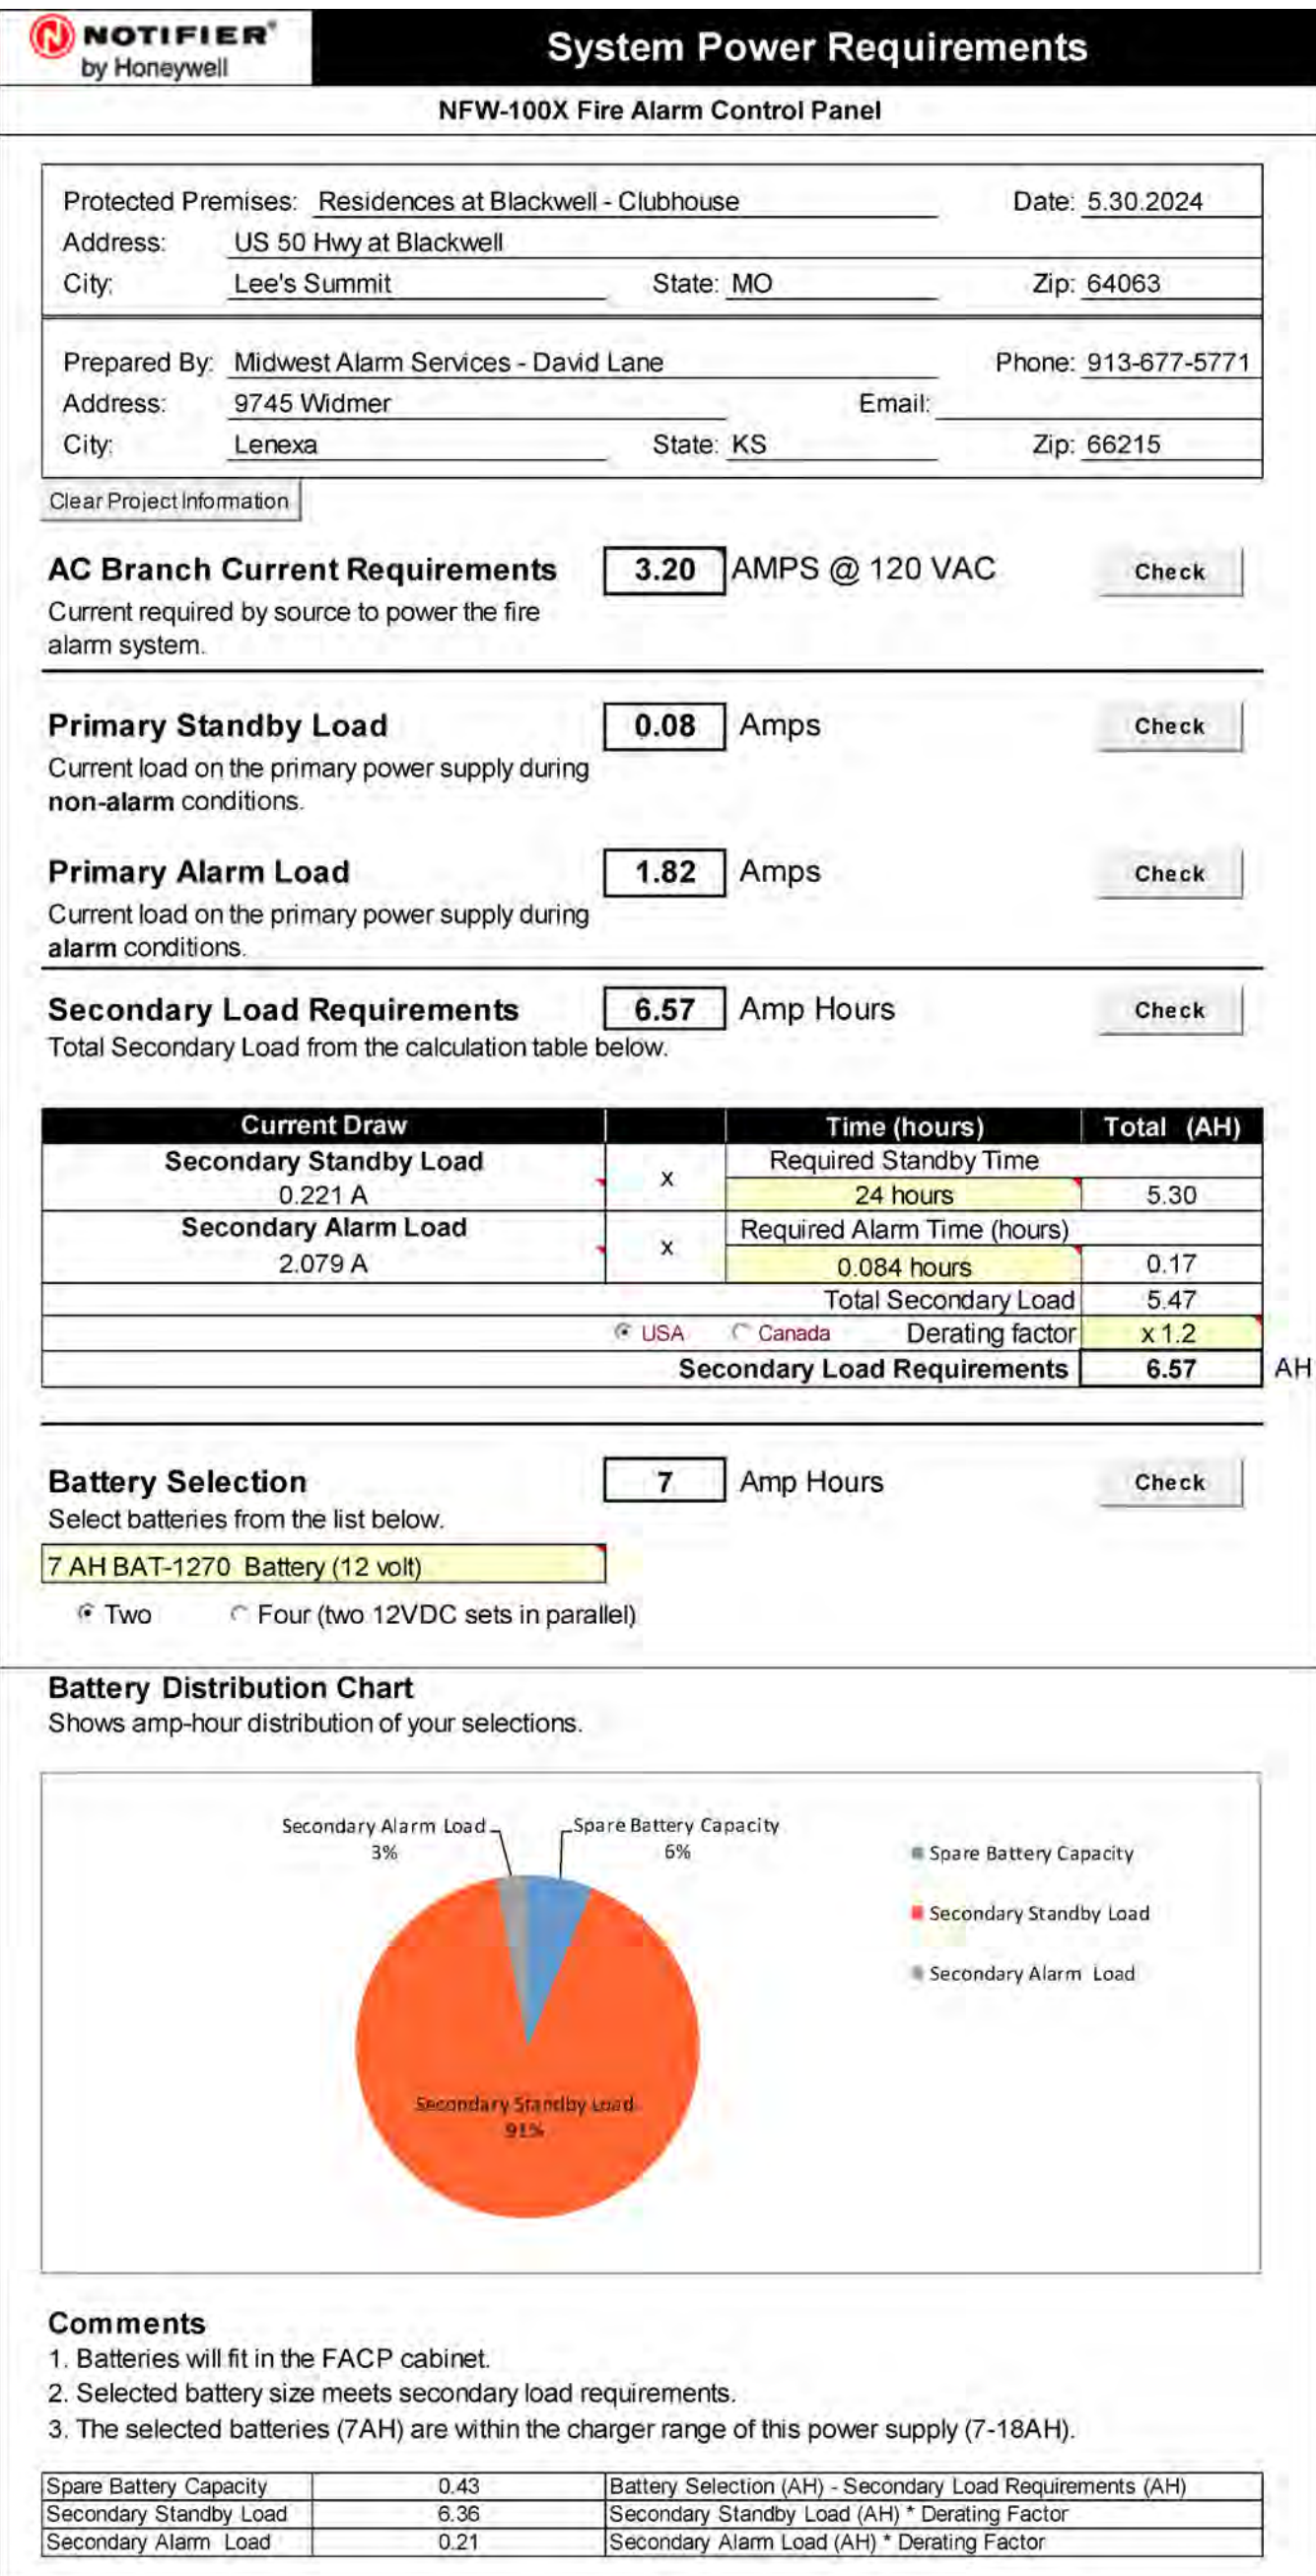 NOTIFIER®
by Honeywell
System Power Requirements
NFW-100X Fire Alarm Control Panel
Protected Premises: Residences at Blackwell - Clubhouse Date: 5.30.2024
Address: US 50 Hwy at Blackwell
City: Lee's Summit State: MO Zip: 64063
Prepared By: Midwest Alarm Services - David Lane Phone: 913-677-5771
Address: 9745 Widmer Email:
City: Lenexa State: KS Zip: 66215
Clear Project Information
AC Branch Current Requirements 3.20 AMPS @ 120 VAC Check
Current required by source to power the fire
alarm system.
Primary Standby Load 0.08 Amps Check
Current load on the primary power supply during
non-alarm conditions.
Primary Alarm Load 1.82 Amps Check
Current load on the primary power supply during
alarm conditions.
Secondary Load Requirements 6.57 Amp Hours Check
Total Secondary Load from the calculation table below.
Current Draw Time (hours) Total (AH)
Secondary Standby Load x Required Standby Time
0.221 A 24 hours 5.30
Secondary Alarm Load x Required Alarm Time (hours)
2.079 A 0.084 hours 0.17
Total Secondary Load 5.47
USA Canada Derating factor x 1.2
Secondary Load Requirements 6.57 AH
Battery Selection 7 Amp Hours Check
Select batteries from the list below.
7 AH BAT-1270 Battery (12 volt)
Two Four (two 12VDC sets in parallel)
Battery Distribution Chart
Shows amp-hour distribution of your selections.
Secondary Alarm Load
3%
Spare Battery Capacity
6%
Secondary Standby Load
91%
Spare Battery Capacity
Secondary Standby Load
Secondary Alarm Load
Comments
1. Batteries will fit in the FACP cabinet.
2. Selected battery size meets secondary load requirements.
3. The selected batteries (7AH) are within the charger range of this power supply (7-18AH).
Spare Battery Capacity 0.43 Battery Selection (AH) - Secondary Load Requirements (AH)
Secondary Standby Load 6.36 Secondary Standby Load (AH) * Derating Factor
Secondary Alarm Load 0.21 Secondary Alarm Load (AH) * Derating Factor